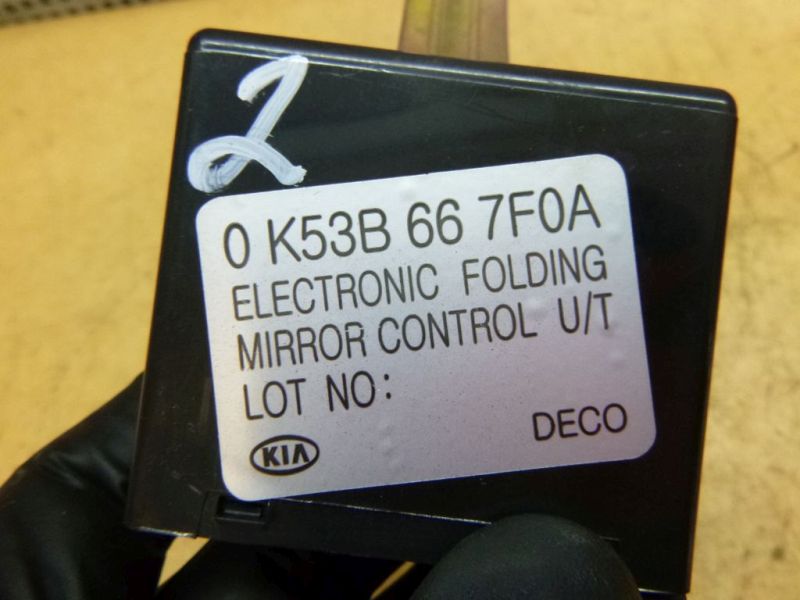 2
0 K53B 66 7F0A
ELECTRONIC FOLDING
MIRROR CONTROL U/T
LOT NO:
KIA DECO